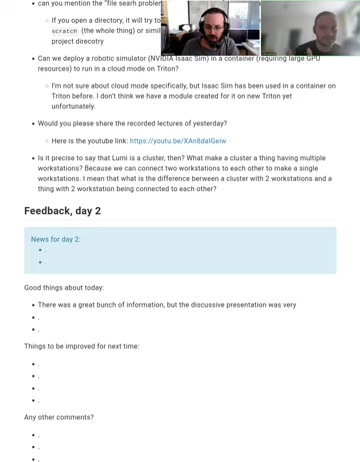 can you mention the "file searh problem
If you open a directory, it will try to
scratch (the whole thing) or simil
project direcotry
Can we deploy a robotic simulator (NVIDIA Isaac Sim) in a container (requiring large GPU
resources) to run in a cloud mode on Triton?
I'm not sure about cloud mode specifically, but Isaac Sim has been used in a container on
Triton before. I don't think we have a module created for it on new Triton yet
unfortunately.
Would you please share the recorded lectures of yesterday?
Here is the youtube link: https://youtu.be/XAn8daIGeiw
Is it precise to say that Lumi is a cluster, then? What make a cluster a thing having multiple
workstations? Because we can connect two workstations to each other to make a single
workstations. I mean that what is the difference berween a cluster with 2 workstations and a
thing with 2 workstation being connected to each other?
Feedback, day 2
News for day 2:
.
.
Good things about today:
There was a great bunch of information, but the discussive presentation was very
.
.
Things to be improved for next time:
.
.
.
.
Any other comments?
.
.
.